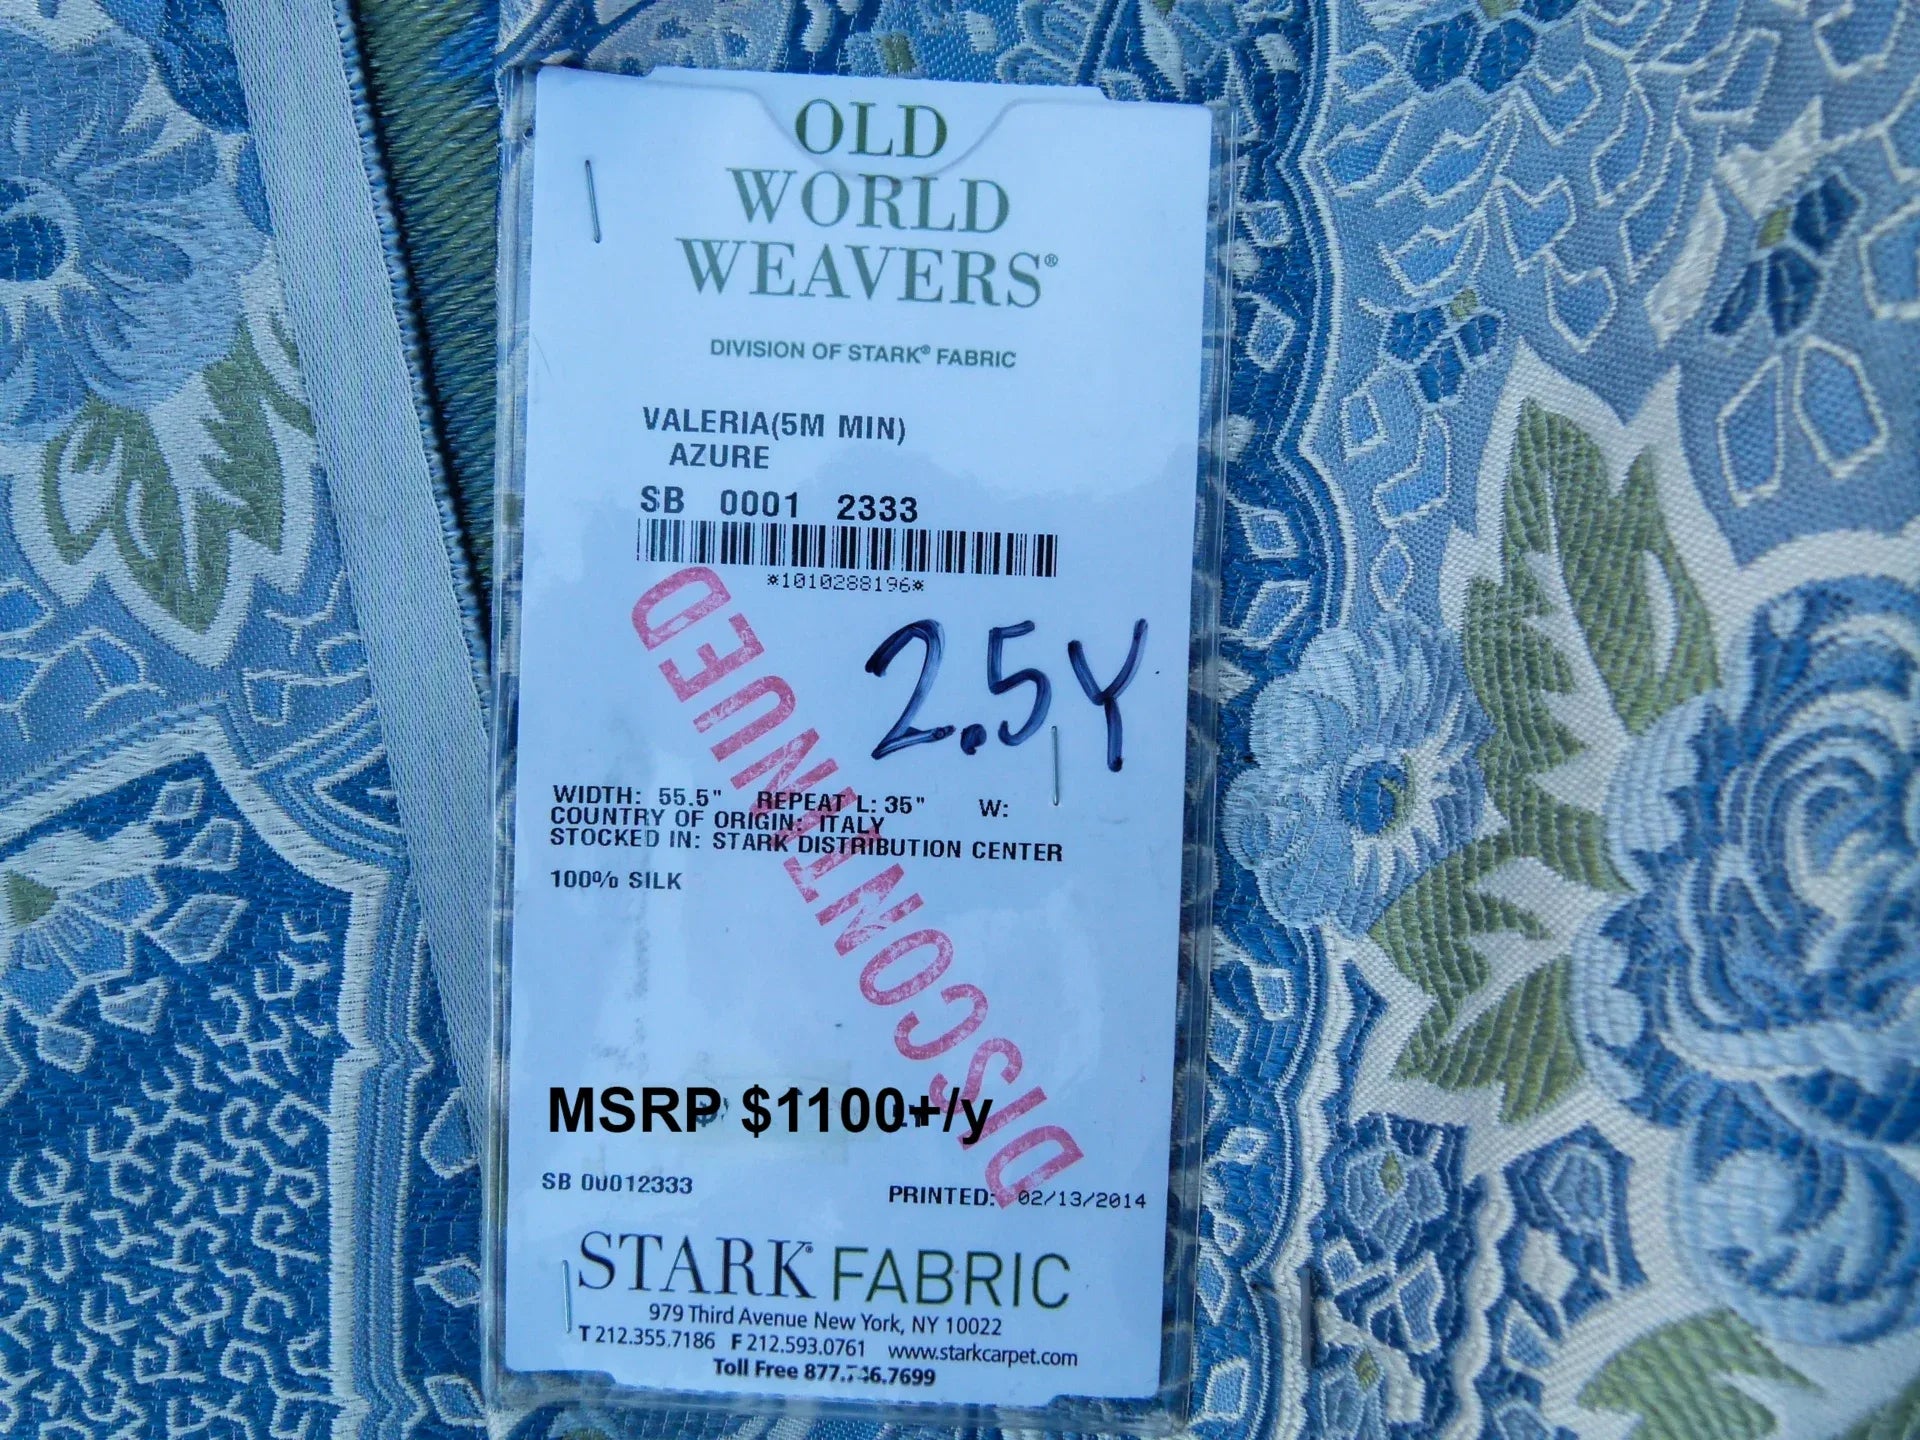 OLD
WORLD
WEAVERS®
DIVISION OF STARK® FABRIC
VALERIA(5M MIN)
AZURE
SB 0001 2333
*1010288196*
2.5Y
DISCONTINUED
WIDTH: 55.5" REPEAT L: 35" W:
COUNTRY OF ORIGIN: ITALY
STOCKED IN: STARK DISTRIBUTION CENTER
100% SILK
MSRP $1100+/y
SB 00012333
PRINTED: 02/13/2014
STARK® FABRIC
979 Third Avenue New York, NY 10022
T 212.355.7186 F 212.593.0761 www.starkcarpet.com
Toll Free